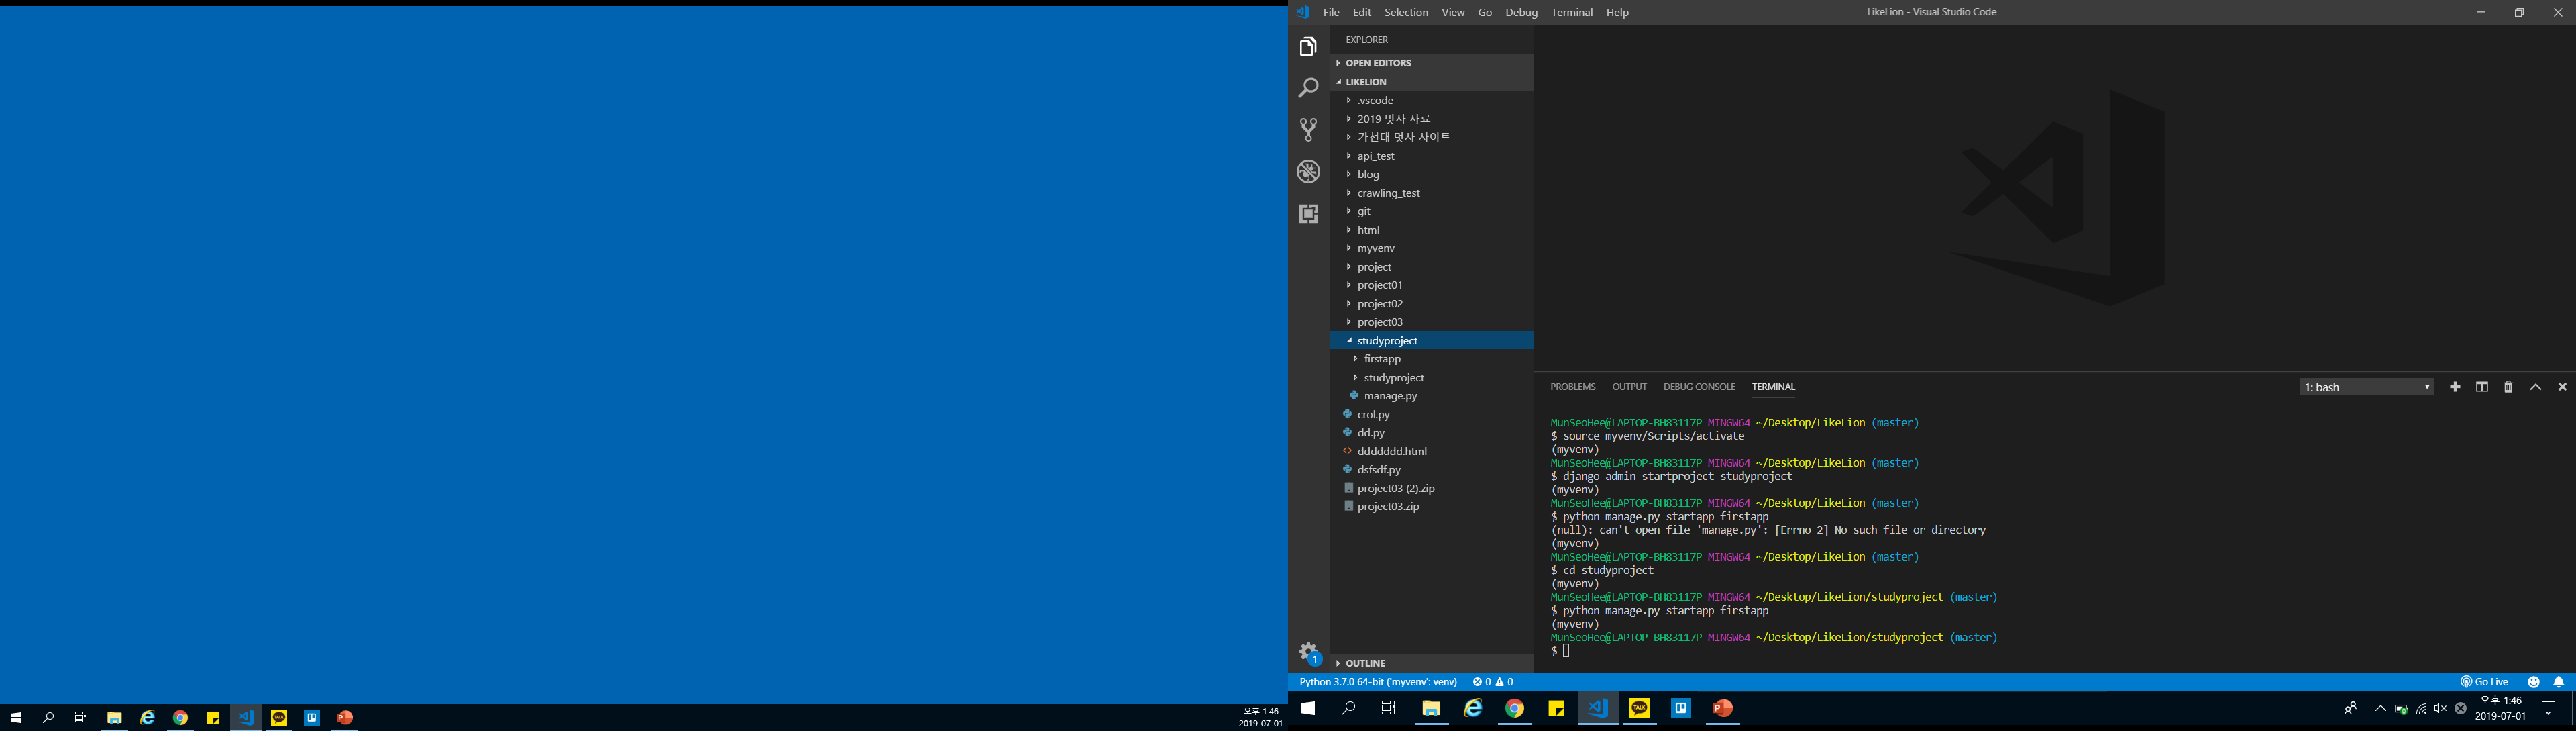 File Edit Selection View Go Debug Terminal Help
LikeLion - Visual Studio Code
EXPLORER
OPEN EDITORS
LIKELION
.vscode
2019 멋사 자료
가천대 멋사 사이트
api_test
blog
crawling_test
git
html
myvenv
project
project01
project02
project03
studyproject
firstapp
studyproject
manage.py
crol.py
dd.py
ddddddd.html
dsfsdf.py
project03 (2).zip
project03.zip
OUTLINE
PROBLEMS OUTPUT DEBUG CONSOLE TERMINAL
1: bash
MunSeoHee@LAPTOP-BH83117P MINGW64 ~/Desktop/LikeLion (master)
$ source myvenv/Scripts/activate
(myvenv)
MunSeoHee@LAPTOP-BH83117P MINGW64 ~/Desktop/LikeLion (master)
$ django-admin startproject studyproject
(myvenv)
MunSeoHee@LAPTOP-BH83117P MINGW64 ~/Desktop/LikeLion (master)
$ python manage.py startapp firstapp
(null): can't open file 'manage.py': [Errno 2] No such file or directory
(myvenv)
MunSeoHee@LAPTOP-BH83117P MINGW64 ~/Desktop/LikeLion (master)
$ cd studyproject
(myvenv)
MunSeoHee@LAPTOP-BH83117P MINGW64 ~/Desktop/LikeLion/studyproject (master)
$ python manage.py startapp firstapp
(myvenv)
MunSeoHee@LAPTOP-BH83117P MINGW64 ~/Desktop/LikeLion/studyproject (master)
$
1
Python 3.7.0 64-bit ('myvenv': venv) 0 0
Go Live
TALK
오후 1:46
2019-07-01
TALK
오후 1:46
2019-07-01